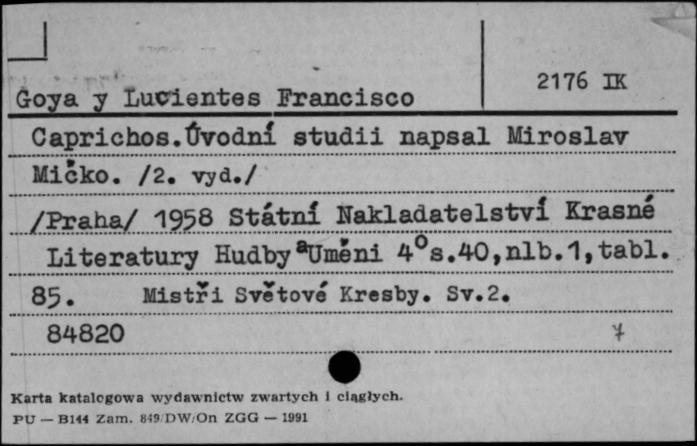 2176 IK
Goya y Lucientes Francisco
Caprichos.Úvodní studii napsal Miroslav
Mičko. /2. vyd./
/Praha/ 1958 Státní Nakladatelství Krasné
Literatury Hudby a Uměni 4° s.40,nlb.1,tabl.
85. Mistři Světové Kresby. Sv.2.
84820
Karta katalogowa wydawnictw zwartych i ciągłych.
PU — B144 Zam. 849/DW/On ZGG — 1991